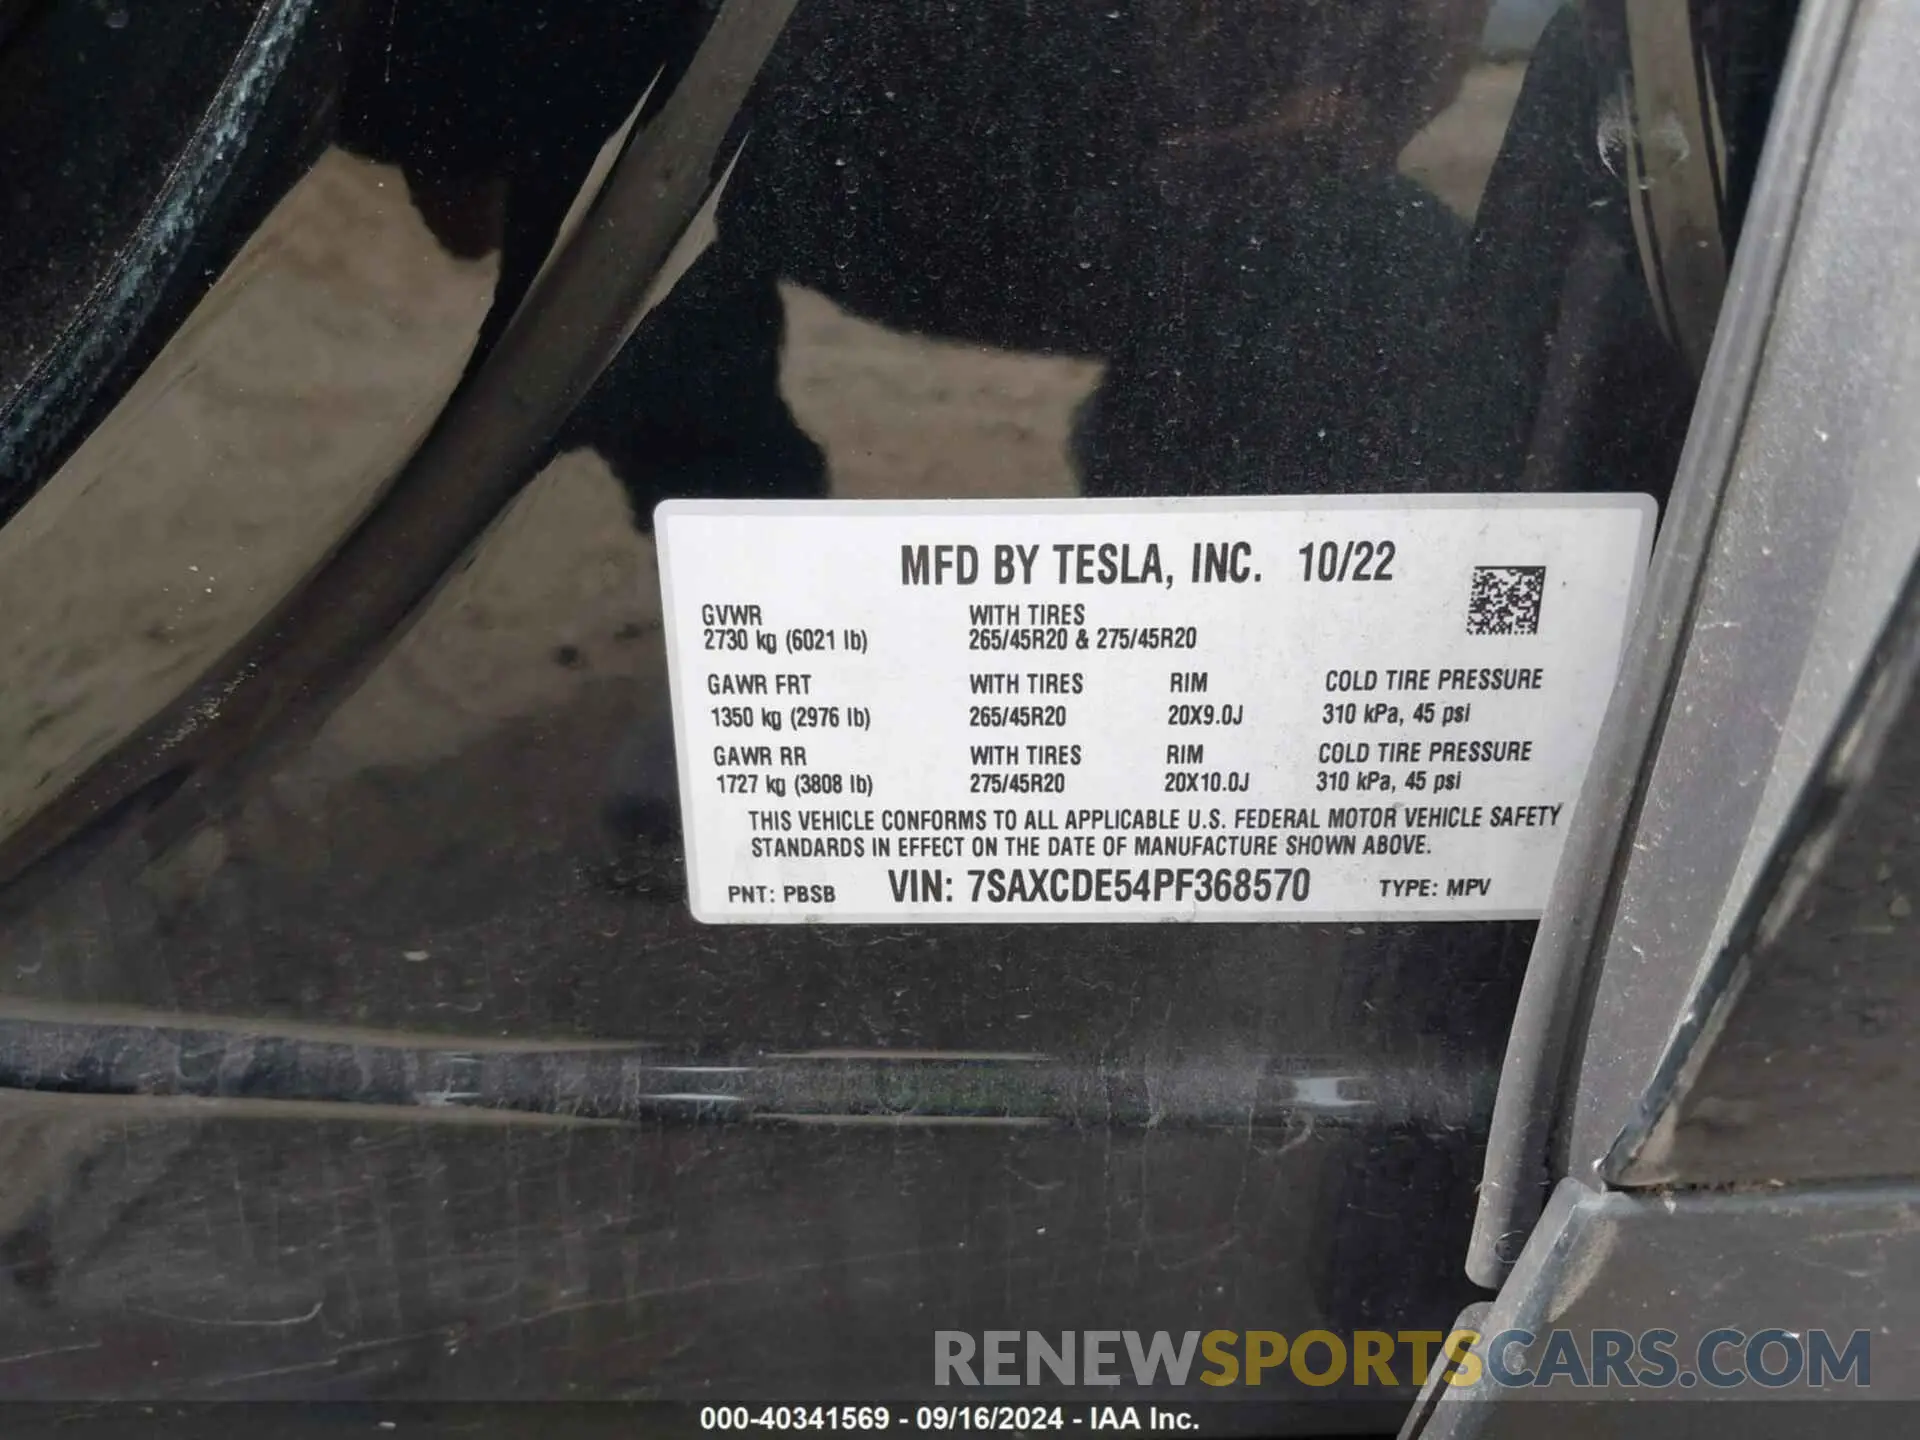 MFD BY TESLA, INC. 10/22
GVWR WITH TIRES
2730 kg (6021 lb) 265/45R20 & 275/45R20
GAWR FRT WITH TIRES RIM COLD TIRE PRESSURE
1350 kg (2976 lb) 265/45R20 20X9.0J 310 kPa, 45 psi
GAWR RR WITH TIRES RIM COLD TIRE PRESSURE
1727 kg (3808 lb) 275/45R20 20X10.0J 310 kPa, 45 psi
THIS VEHICLE CONFORMS TO ALL APPLICABLE U.S. FEDERAL MOTOR VEHICLE SAFETY
STANDARDS IN EFFECT ON THE DATE OF MANUFACTURE SHOWN ABOVE.
PNT: PBSB VIN: 7SAXCDE54PF368570 TYPE: MPV
RENEWSPORTSCARS.COM
000-40341569 - 09/16/2024 - IAA Inc.